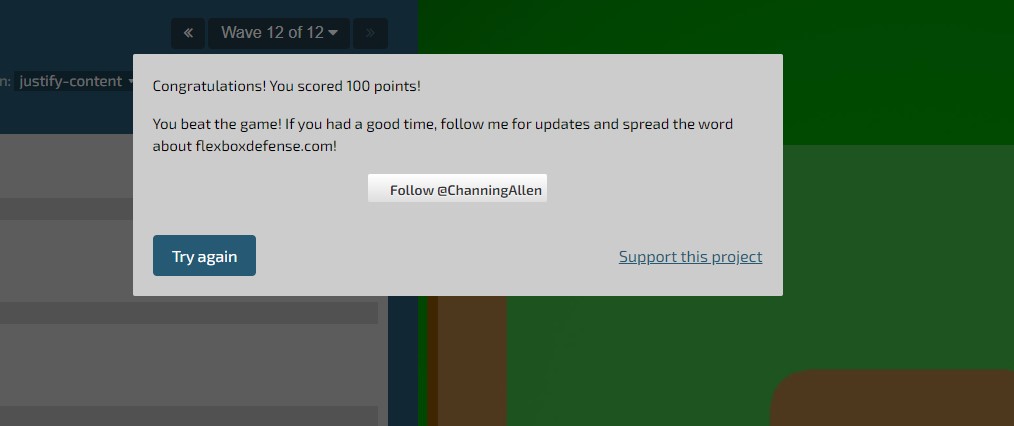 « Wave 12 of 12 »
n: justify-content
Congratulations! You scored 100 points!
You beat the game! If you had a good time, follow me for updates and spread the word
about flexboxdefense.com!
Follow @ChanningAllen
Try again
Support this project